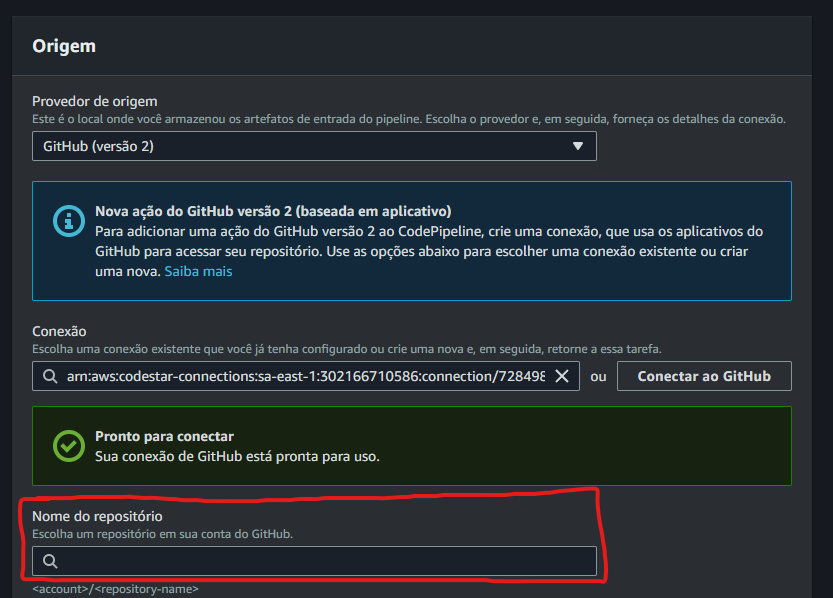 Origem
Provedor de origem
Este é o local onde você armazenou os artefatos de entrada do pipeline. Escolha o provedor e, em seguida, forneça os detalhes da conexão.
GitHub (versão 2)
Nova ação do GitHub versão 2 (baseada em aplicativo)
Para adicionar uma ação do GitHub versão 2 ao CodePipeline, crie uma conexão, que usa os aplicativos do
GitHub para acessar seu repositório. Use as opções abaixo para escolher uma conexão existente ou criar
uma nova. Saiba mais
Conexão
Escolha uma conexão existente que você já tenha configurado ou crie uma nova e, em seguida, retorne a essa tarefa.
arn:aws:codestar-connections:sa-east-1:302166710586:connection/728498 ou Conectar ao GitHub
Pronto para conectar
Sua conexão de GitHub está pronta para uso.
Nome do repositório
Escolha um repositório em sua conta do GitHub.
<account>/<repository-name>